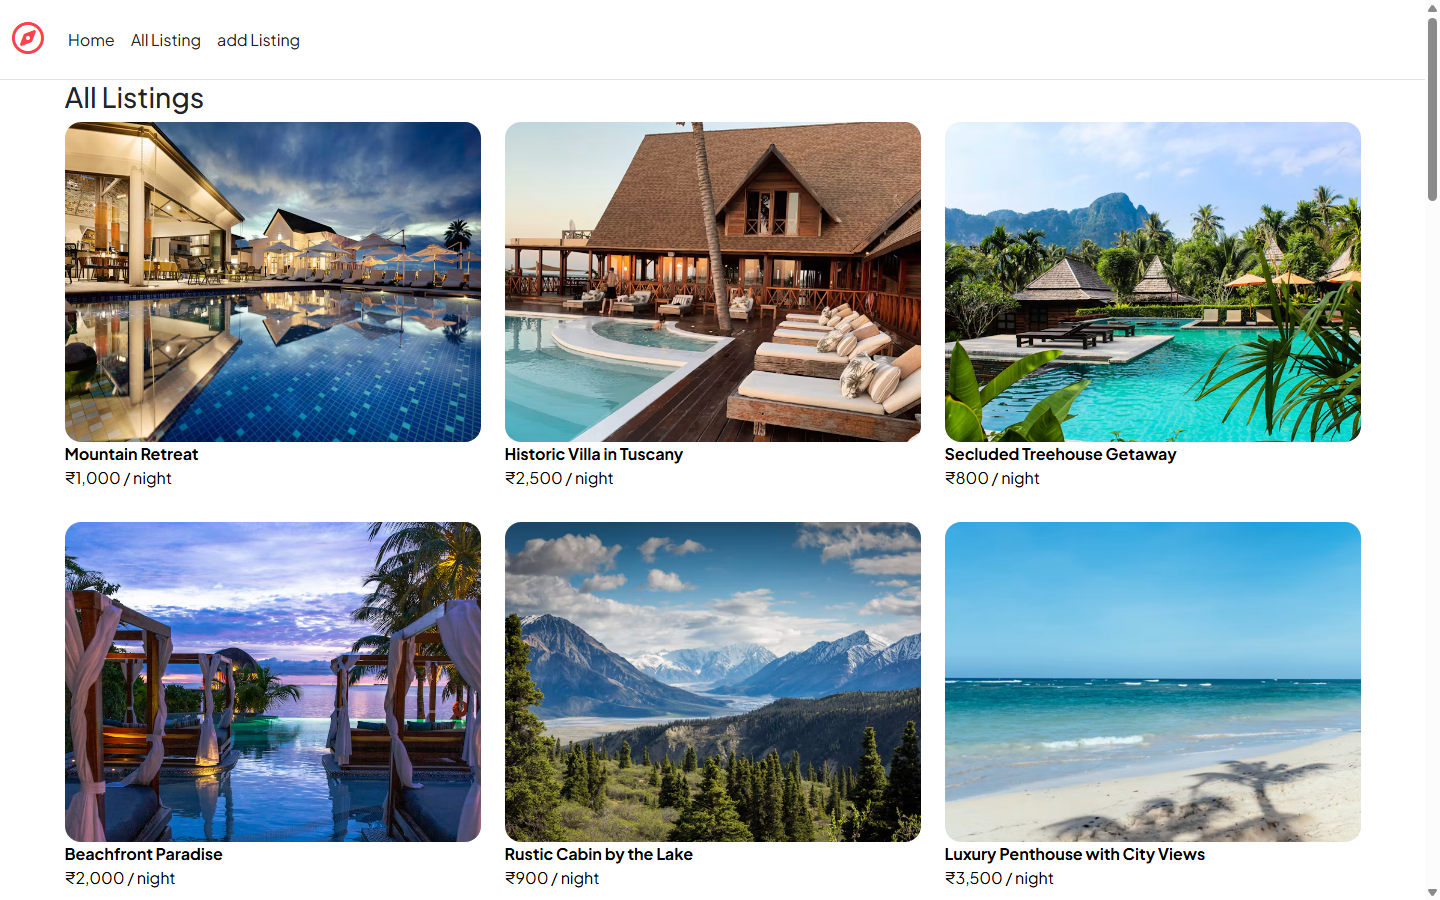 Home All Listing add Listing
All Listings
Mountain Retreat
₹1,000 / night
Historic Villa in Tuscany
₹2,500 / night
Secluded Treehouse Getaway
₹800 / night
Beachfront Paradise
₹2,000 / night
Rustic Cabin by the Lake
₹900 / night
Luxury Penthouse with City Views
₹3,500 / night